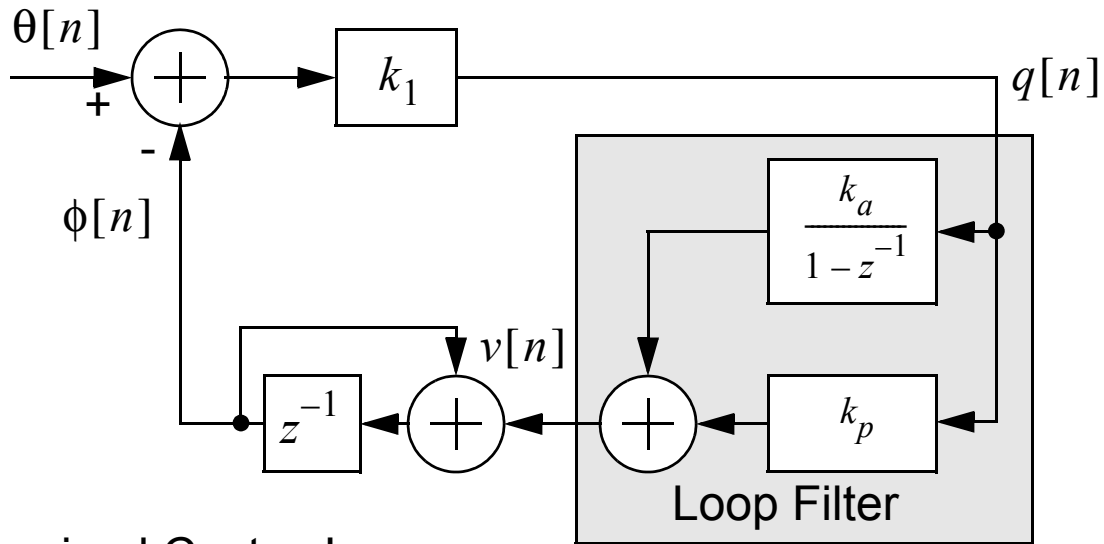 θ[n]
+
k₁
q[n]
-
ϕ[n]
kₐ
1 − z⁻¹
v[n]
z⁻¹
+
+
kₚ
Loop Filter